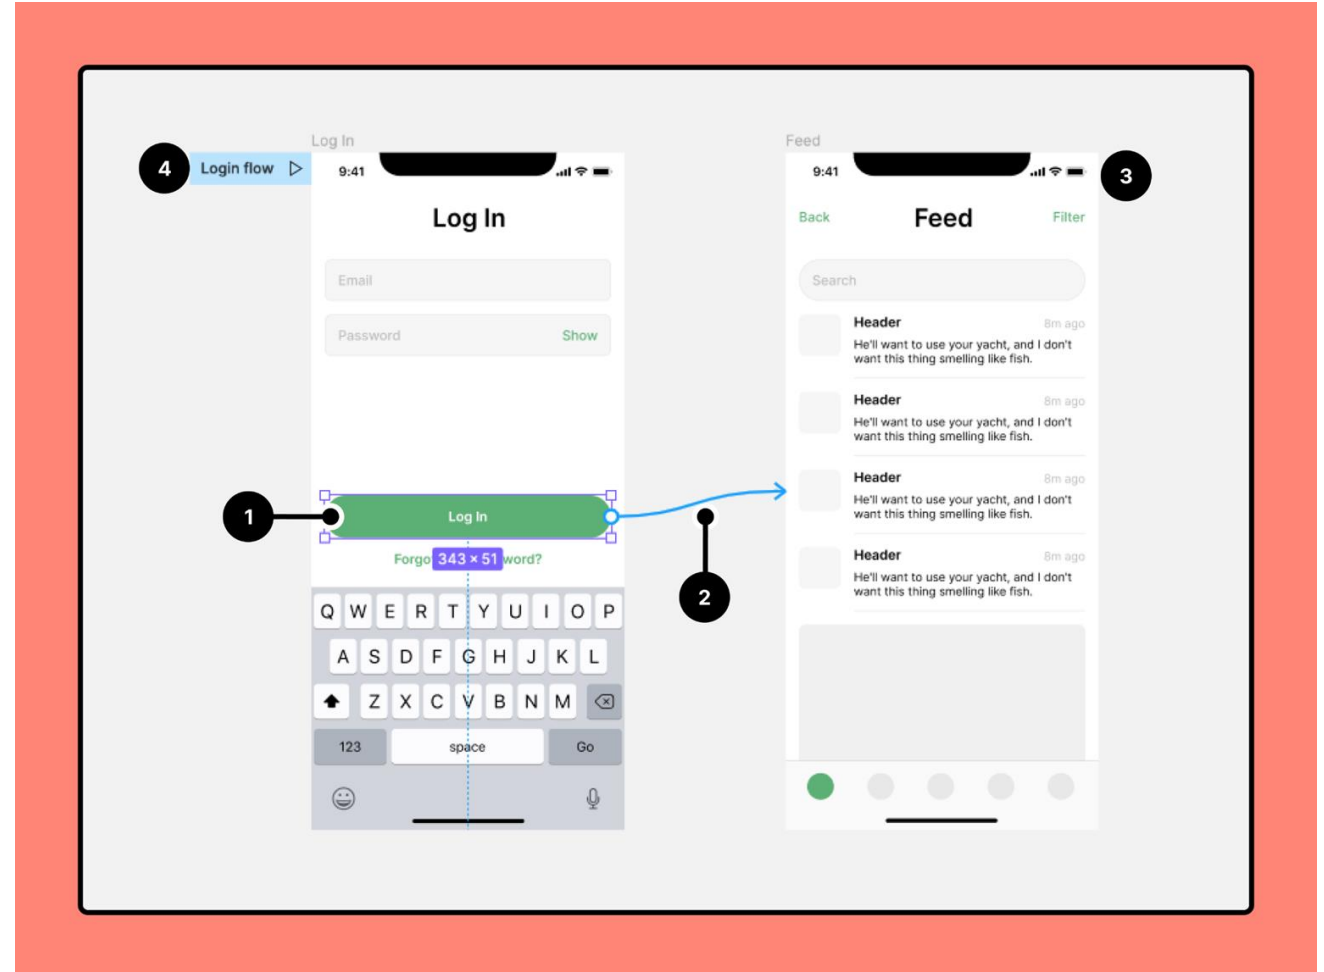 Log In
4
Login flow
9:41
Log In
Email
Password
Show
1
Log In
Forgo
343 × 51
word?
Q W E R T Y U I O P
A S D F G H J K L
Z X C V B N M
123
space
Go
2
Feed
9:41
3
Back
Feed
Filter
Search
Header
8m ago
He'll want to use your yacht, and I don't
want this thing smelling like fish.
Header
8m ago
He'll want to use your yacht, and I don't
want this thing smelling like fish.
Header
8m ago
He'll want to use your yacht, and I don't
want this thing smelling like fish.
Header
8m ago
He'll want to use your yacht, and I don't
want this thing smelling like fish.